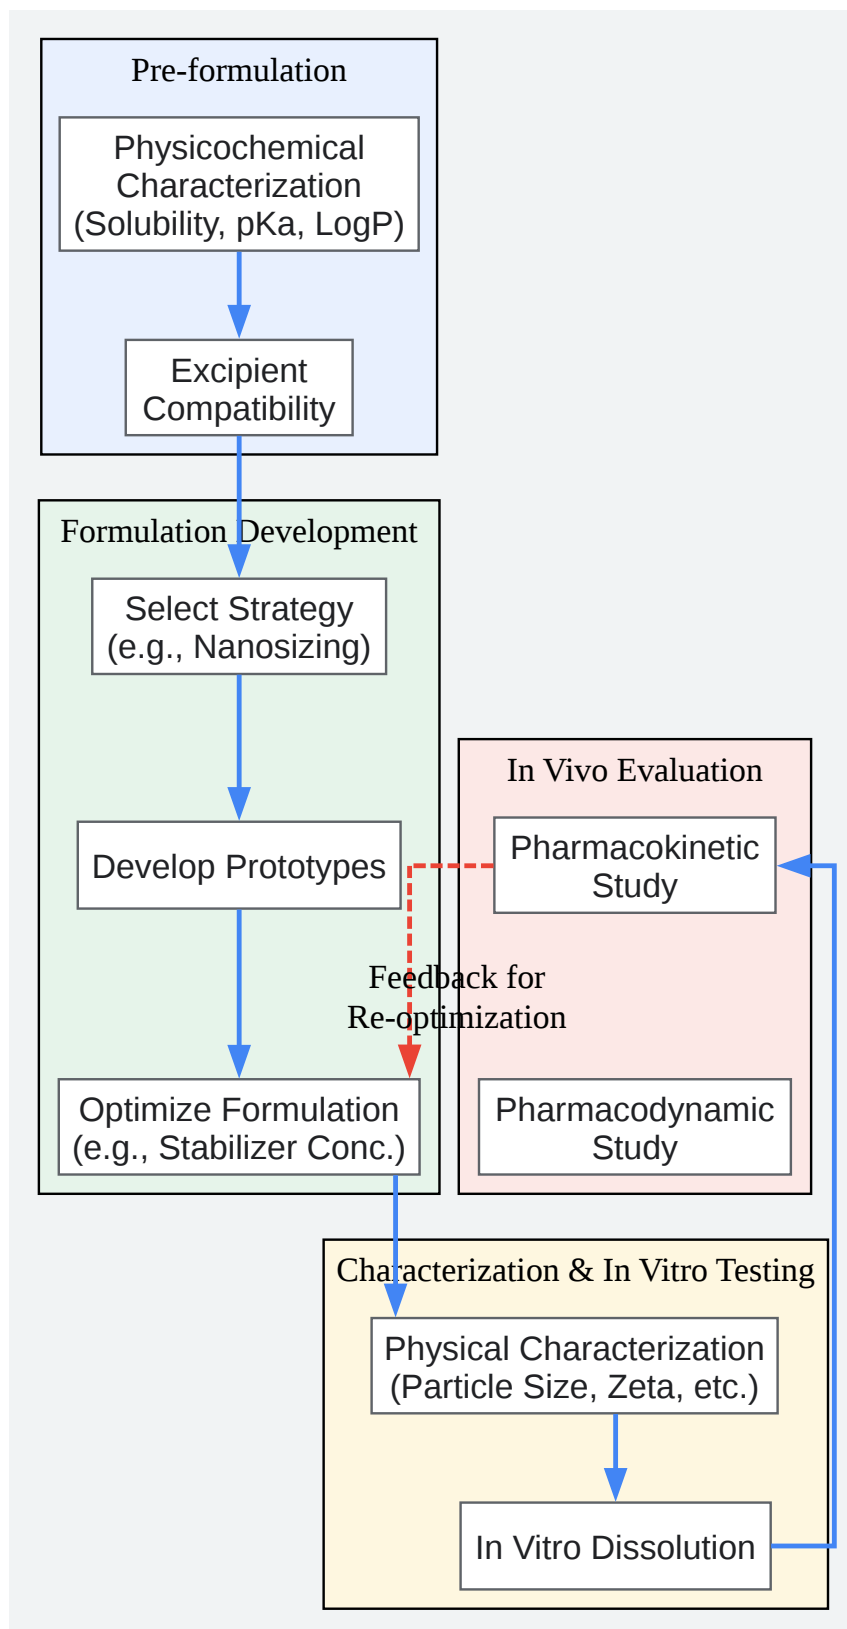 Pre-formulation
Physicochemical
Characterization
(Solubility, pKa, LogP)
Excipient
Compatibility
Formulation Development
Select Strategy
(e.g., Nanosizing)
Develop Prototypes
Optimize Formulation
(e.g., Stabilizer Conc.)
In Vivo Evaluation
Pharmacokinetic
Study
Feedback for
Re-optimization
Pharmacodynamic
Study
Characterization & In Vitro Testing
Physical Characterization
(Particle Size, Zeta, etc.)
In Vitro Dissolution